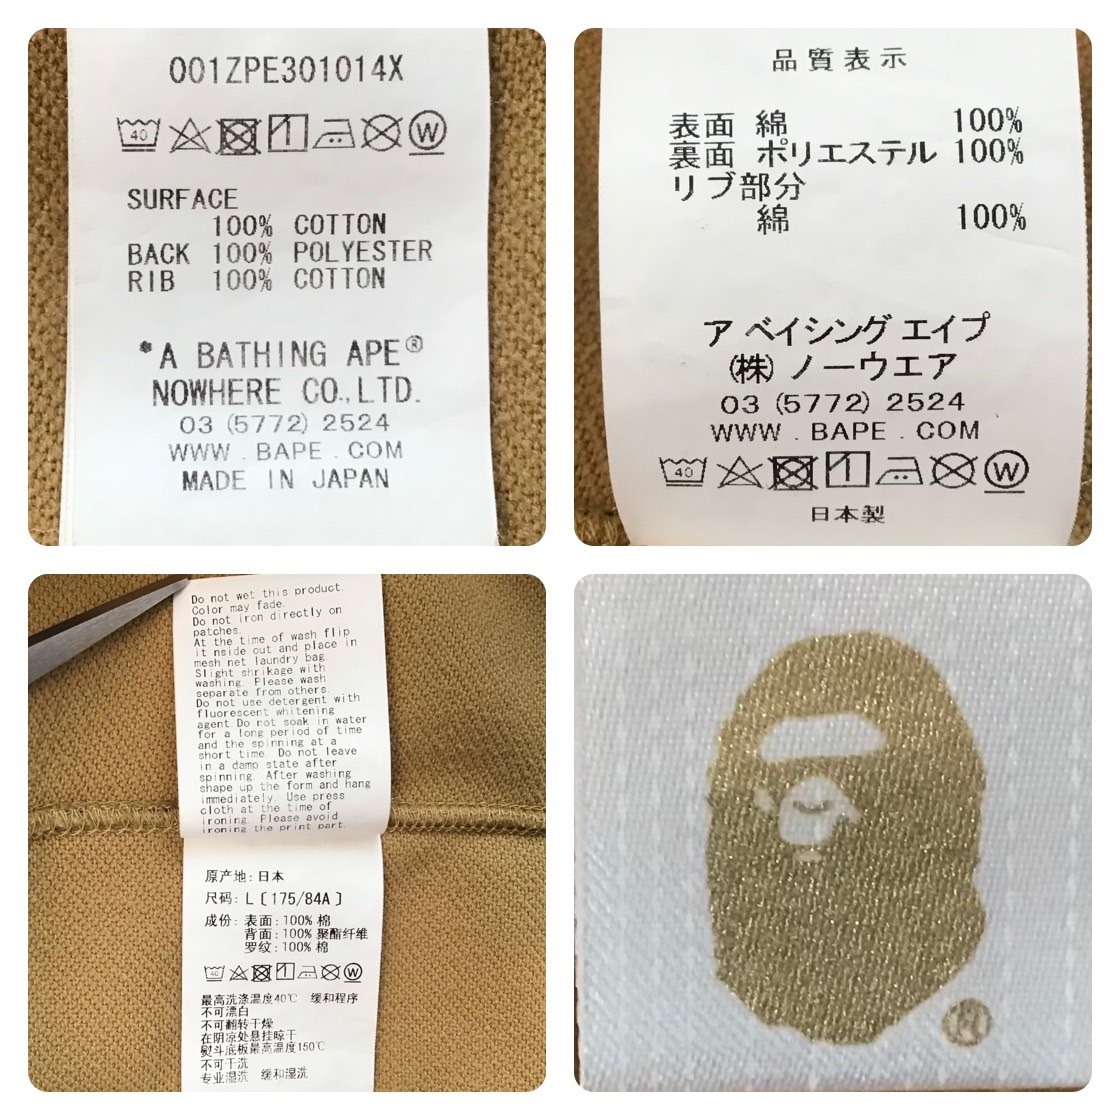 001ZPE301014X
40
W
SURFACE
100% COTTON
BACK 100% POLYESTER
RIB 100% COTTON
*A BATHING APE®
NOWHERE CO.,LTD.
03 (5772) 2524
WWW . BAPE . COM
MADE IN JAPAN
品質表示
表面 綿 100%
裏面 ポリエステル 100%
リブ部分
綿 100%
ア ベイシング エイプ
(株) ノーウエア
03 (5772) 2524
WWW . BAPE . COM
40
W
日本製
Do not wet this product.
Color may fade.
Do not iron directly on
patches.
At the time of wash flip
it nside out and place in
mesh net laundry bag.
Slight shrikage with
washing. Please wash
separate from others.
Do not use detergent with
fluorescent whitening
agent.Do not soak in water
for a long period of time
and the spinning at a
short time. Do not leave
in a damp state after
spinning. After washing
shape up the form and hang
immediately. Use press
cloth at the time of
ironing. Please avoid
ironing the print part.
原产地: 日本
尺码: L [175/84A]
成份: 表面: 100% 棉
背面: 100% 聚酯纤维
罗纹: 100% 棉
40
W
最高洗涤温度40℃ 缓和程序
不可漂白
不可翻转干燥
在阴凉处悬挂晾干
熨斗底板最高温度150℃
不可干洗
专业湿洗 缓和湿洗
®